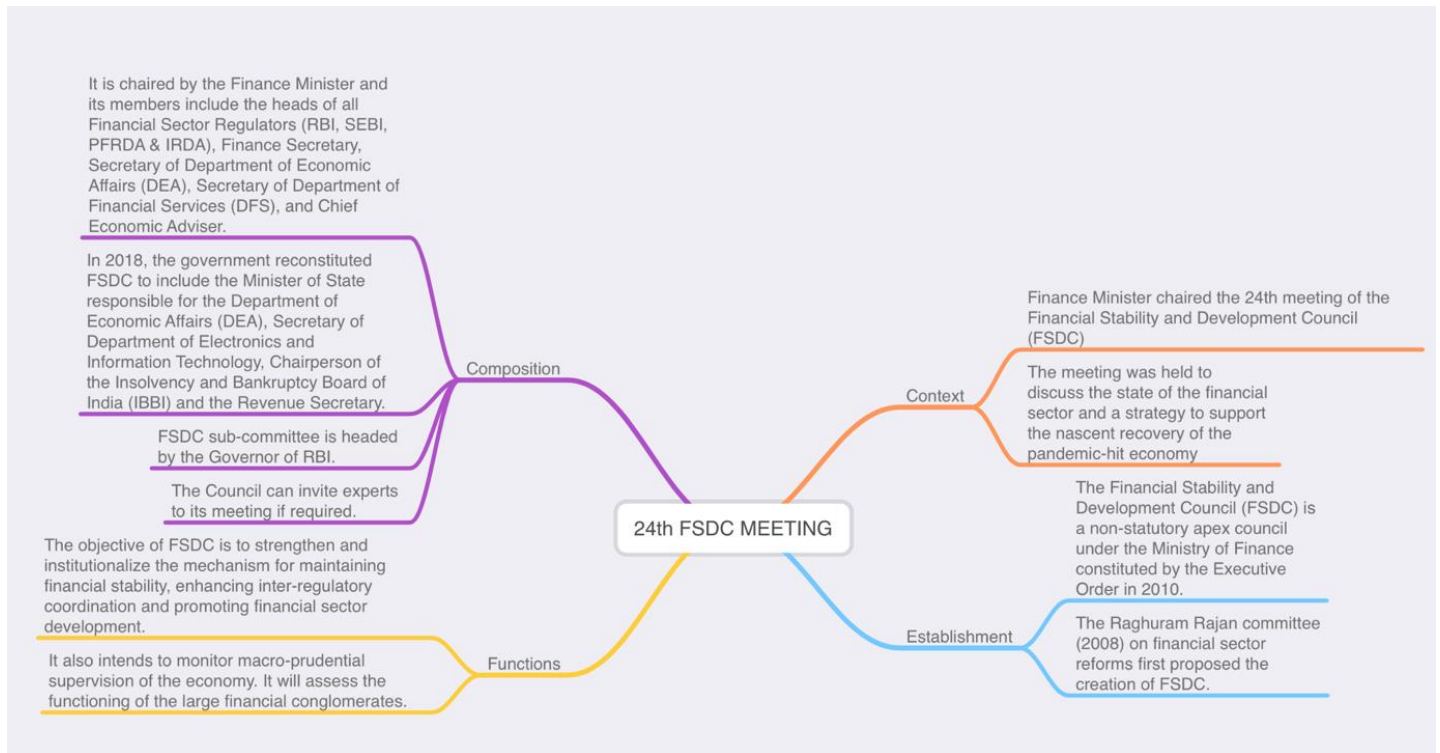 It is chaired by the Finance Minister and
its members include the heads of all
Financial Sector Regulators (RBI, SEBI,
PFRDA & IRDA), Finance Secretary,
Secretary of Department of Economic
Affairs (DEA), Secretary of Department of
Financial Services (DFS), and Chief
Economic Adviser.
In 2018, the government reconstituted
FSDC to include the Minister of State
responsible for the Department of
Economic Affairs (DEA), Secretary of
Department of Electronics and
Information Technology, Chairperson of
the Insolvency and Bankruptcy Board of
India (IBBI) and the Revenue Secretary.
FSDC sub-committee is headed
by the Governor of RBI.
The Council can invite experts
to its meeting if required.
Composition
The objective of FSDC is to strengthen and
institutionalize the mechanism for maintaining
financial stability, enhancing inter-regulatory
coordination and promoting financial sector
development.
It also intends to monitor macro-prudential
supervision of the economy. It will assess the
functioning of the large financial conglomerates.
Functions
24th FSDC MEETING
Context
Finance Minister chaired the 24th meeting of the
Financial Stability and Development Council
(FSDC)
The meeting was held to
discuss the state of the financial
sector and a strategy to support
the nascent recovery of the
pandemic-hit economy
Establishment
The Financial Stability and
Development Council (FSDC) is
a non-statutory apex council
under the Ministry of Finance
constituted by the Executive
Order in 2010.
The Raghuram Rajan committee
(2008) on financial sector
reforms first proposed the
creation of FSDC.